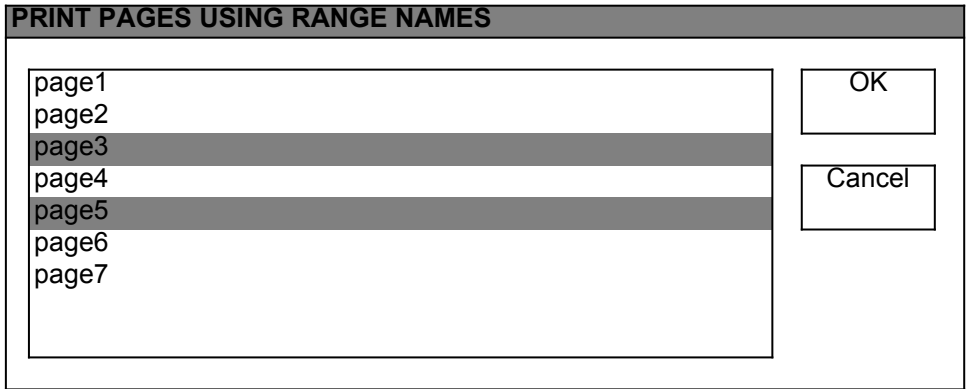 PRINT PAGES USING RANGE NAMES
page1
page2
page3
page4
page5
page6
page7
OK
Cancel